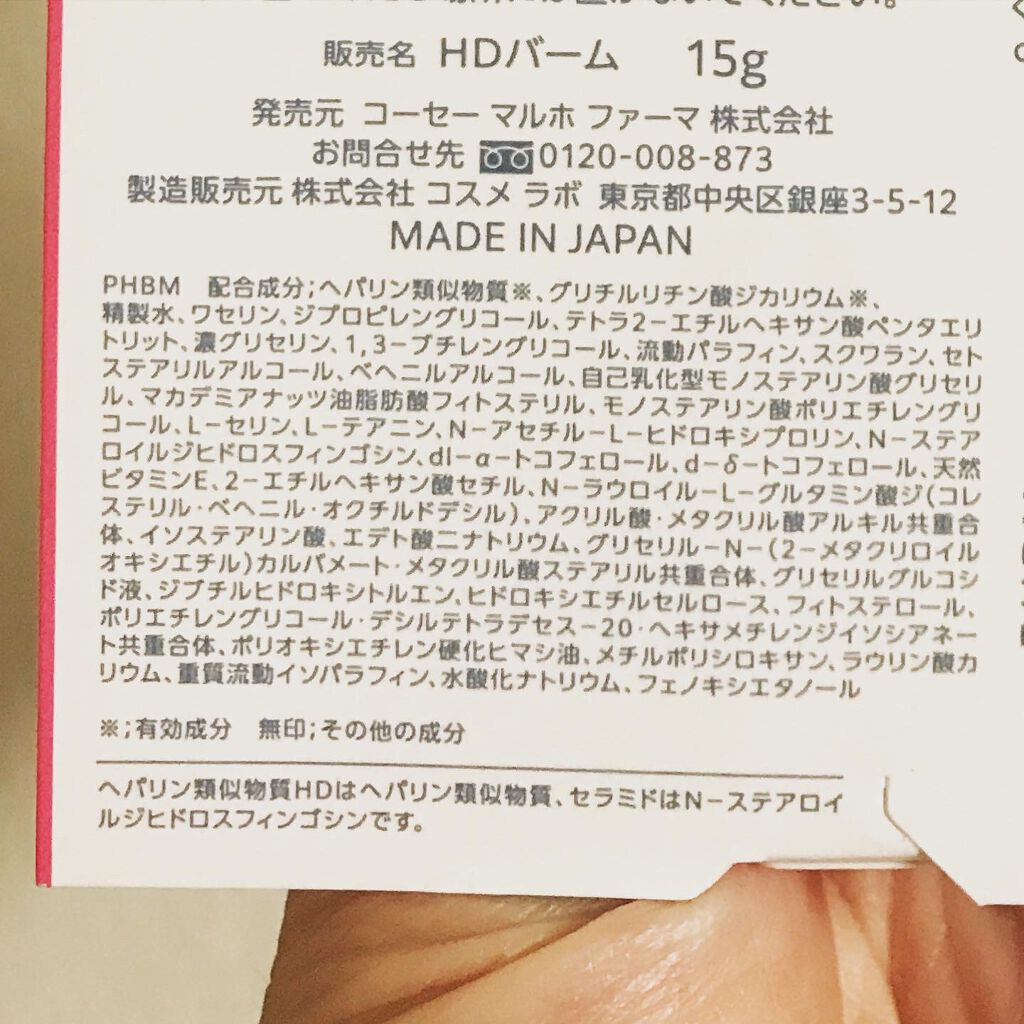 ください。
販売名 HDバーム 15g
発売元 コーセー マルホ ファーマ 株式会社
お問合せ先 0120-008-873
製造販売元 株式会社 コスメ ラボ 東京都中央区銀座3-5-12
MADE IN JAPAN
PHBM 配合成分;ヘパリン類似物質※、グリチルリチン酸ジカリウム※、
精製水、ワセリン、ジプロピレングリコール、テトラ2－エチルヘキサン酸ペンタエリ
トリット、濃グリセリン、1,3－ブチレングリコール、流動パラフィン、スクワラン、セト
ステアリルアルコール、ベヘニルアルコール、自己乳化型モノステアリン酸グリセリ
ル、マカデミアナッツ油脂肪酸フィトステリル、モノステアリン酸ポリエチレングリ
コール、L－セリン、L－テアニン、N－アセチル－L－ヒドロキシプロリン、N－ステア
ロイルジヒドロスフィンゴシン、dl－α－トコフェロール、d－δ－トコフェロール、天然
ビタミンE、2－エチルヘキサン酸セチル、N－ラウロイル－L－グルタミン酸ジ(コレ
ステリル・ベヘニル・オクチルドデシル)、アクリル酸・メタクリル酸アルキル共重合
体、イソステアリン酸、エデト酸二ナトリウム、グリセリル－N－(2－メタクリロイル
オキシエチル)カルバメート・メタクリル酸ステアリル共重合体、グリセリルグルコシ
ド液、ジブチルヒドロキシトルエン、ヒドロキシエチルセルロース、フィトステロール、
ポリエチレングリコール・デシルテトラデセス－20・ヘキサメチレンジイソシアネー
ト共重合体、ポリオキシエチレン硬化ヒマシ油、メチルポリシロキサン、ラウリン酸カ
リウム、重質流動イソパラフィン、水酸化ナトリウム、フェノキシエタノール
※;有効成分 無印;その他の成分
ヘパリン類似物質HDはヘパリン類似物質、セラミドはN－ステアロイ
ルジヒドロスフィンゴシンです。